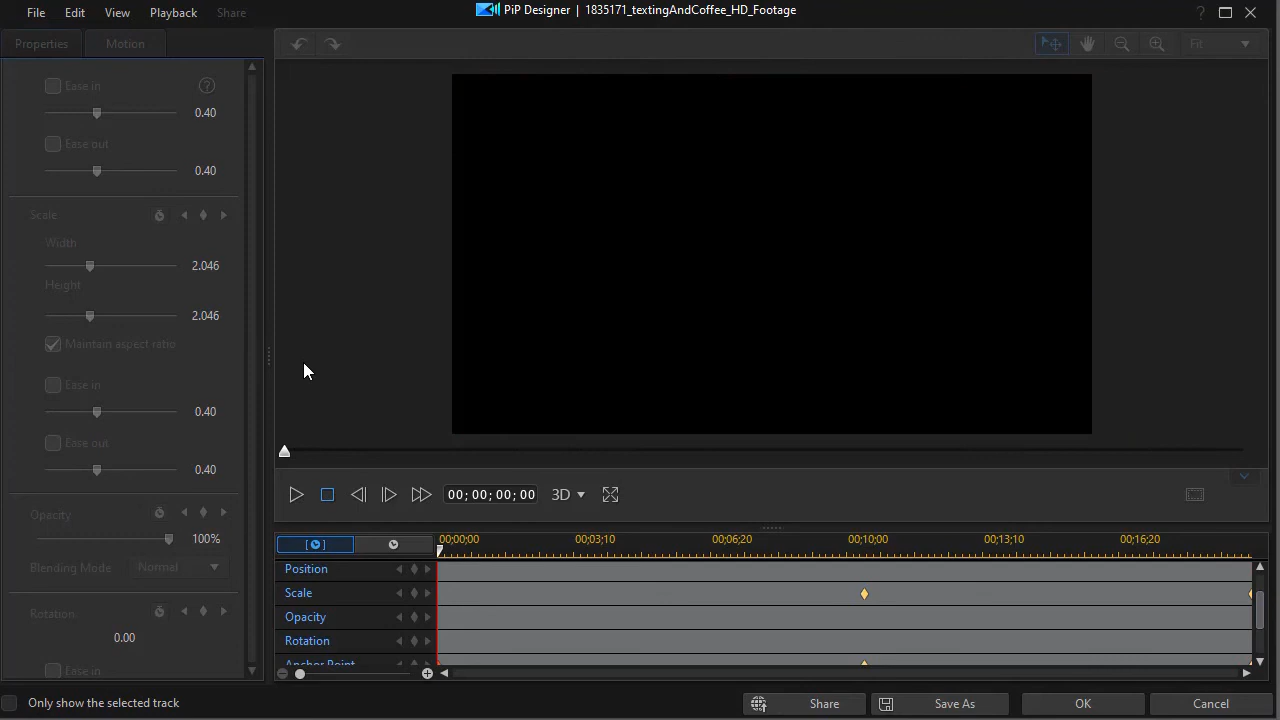 File Edit View Playback Share
PiP Designer | 1835171_textingAndCoffee_HD_Footage
?
Properties Motion
Fit
Ease in ?
0.40
Ease out
0.40
Scale
Width
2.046
Height
2.046
Maintain aspect ratio
Ease in
0.40
Ease out
0.40
Opacity
100%
Blending Mode Normal
Rotation
0.00
Ease in
00;00;00;00 3D
00;00;00 00;03;10 00;06;20 00;10;00 00;13;10 00;16;20
Position
Scale
Opacity
Rotation
Anchor Point
Only show the selected track
Share Save As OK Cancel